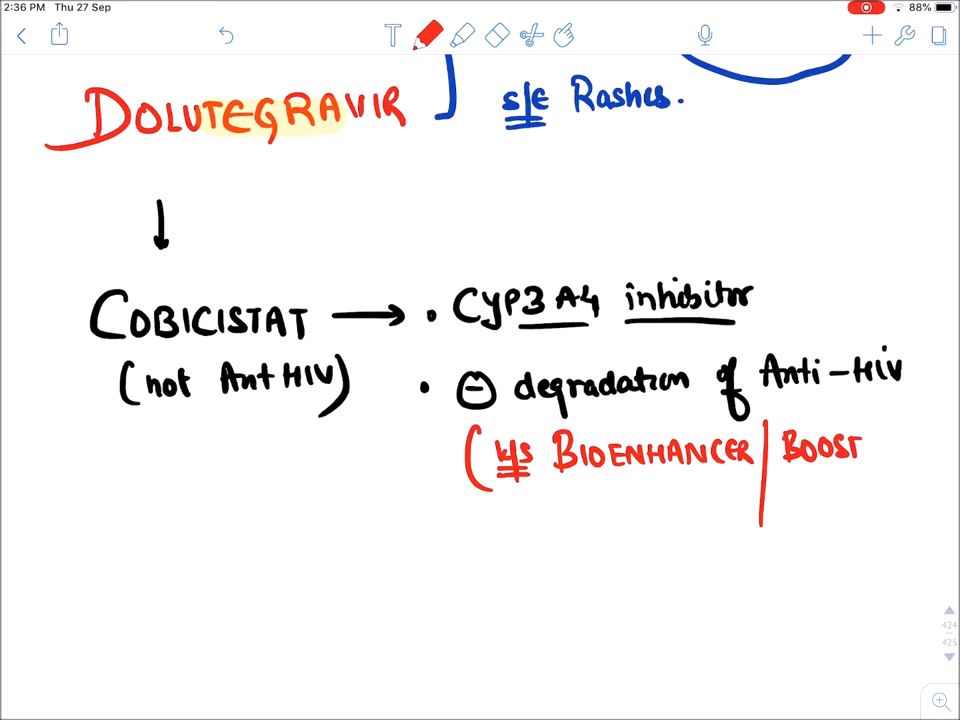 2:36 PM Thu 27 Sep 88%
T
DOLUTEGRAVIR s/e Rashes.
COBICISTAT → • CYP3A4 inhibitor
(not Ant HIV) • ⊖ degradation of Anti-HIV
(k/s BIOENHANCER | BOOST
424
425